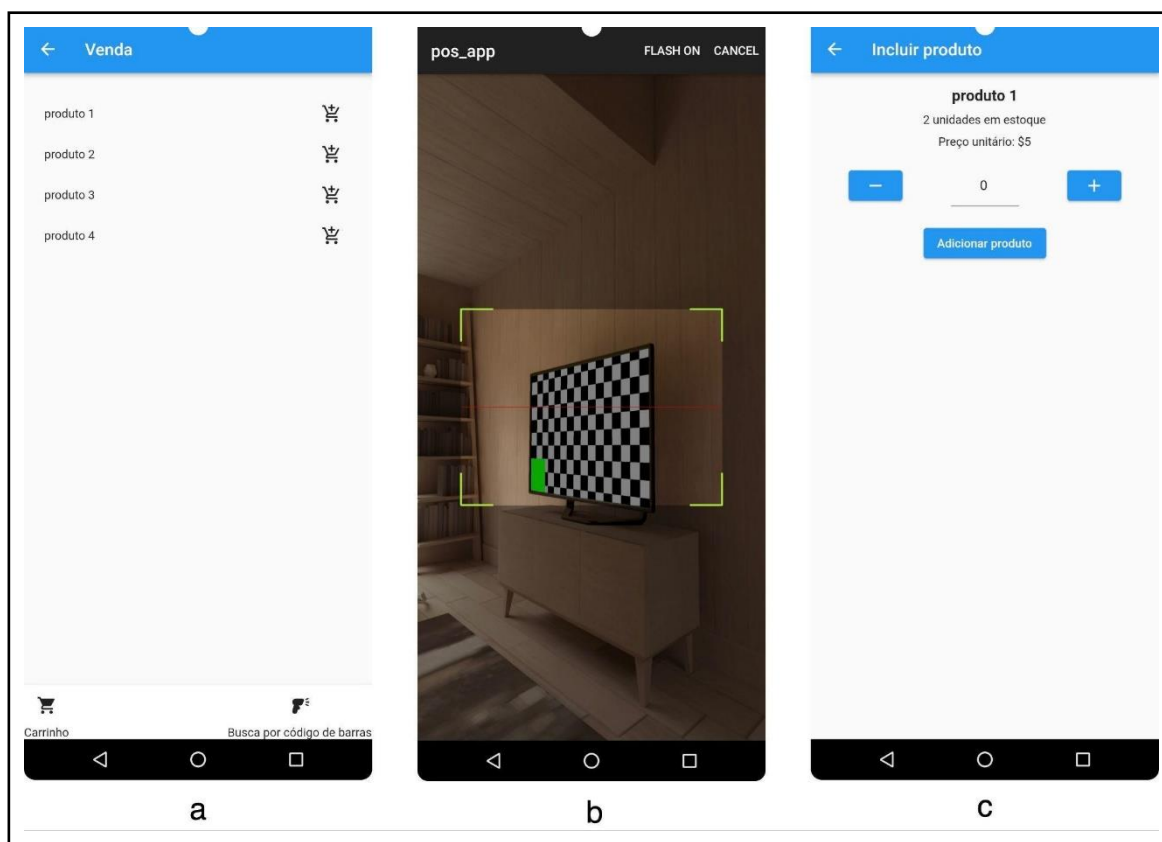 Venda
produto 1
produto 2
produto 3
produto 4
Carrinho
Busca por código de barras
a
pos_app
FLASH ON CANCEL
b
Incluir produto
produto 1
2 unidades em estoque
Preço unitário: $5
0
Adicionar produto
c